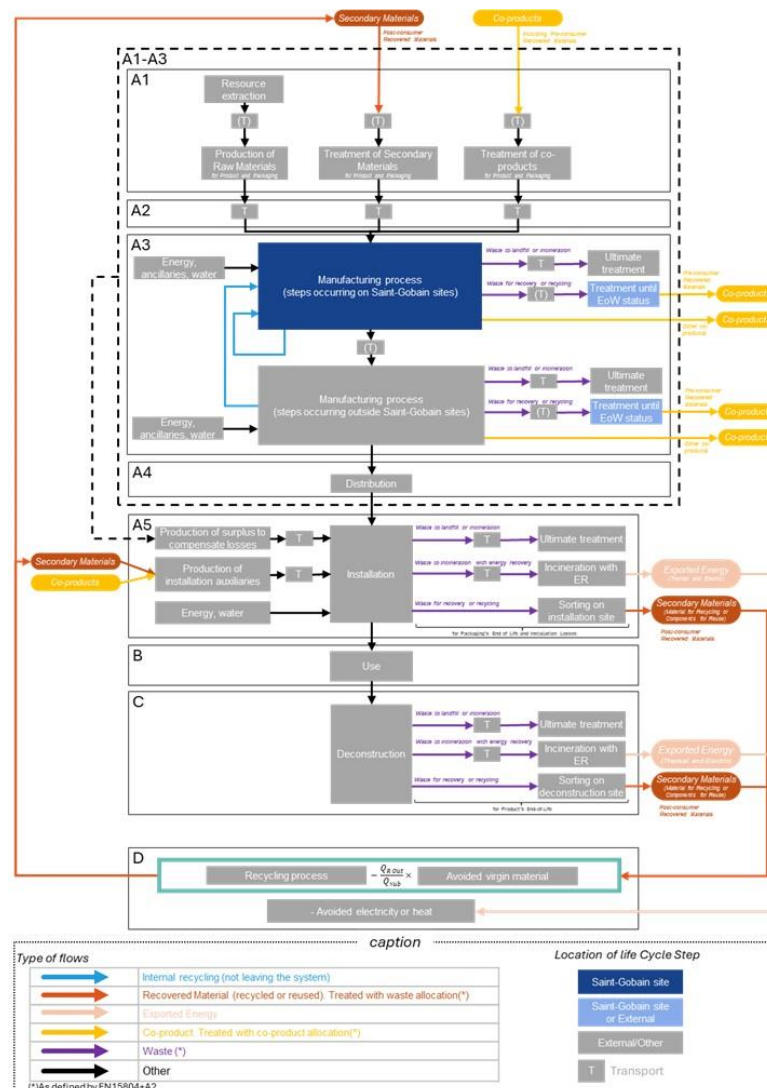 Secondary Materials
Co-products
Post-consumer
Recovered Materials
Including Pre-consumer
Recovered Materials
A1-A3
A1
Resource
extraction
(T)
(T)
(T)
Production of
Raw Materials
for Product and Packaging
Treatment of Secondary
Materials
for Product and Packaging
Treatment of co-
products
for Product and Packaging
A2
T
T
T
A3
Energy,
ancillaries, water
Manufacturing process
(steps occurring on Saint-Gobain sites)
Waste to landfill or incineration
T
Ultimate
treatment
Waste for recovery or recycling
(T)
Treatment until
EoW status
Pre-consumer
Recovered
Materials
Co-product
Other co-
products
Co-product
(T)
Manufacturing process
(steps occurring outside Saint-Gobain sites)
Energy,
ancillaries, water
Waste to landfill or incineration
T
Ultimate
treatment
Waste for recovery or recycling
(T)
Treatment until
EoW status
Pre-consumer
Recovered
Materials
Co-product
Other co-
products
Co-product
A4
Distribution
A5
Production of surplus to
compensate losses
T
Secondary Materials
Co-products
Production of
installation auxiliaries
T
Energy, water
Installation
Waste to landfill or incineration
T
Ultimate treatment
Waste to incineration with energy recovery
T
Incineration with
ER
Exported Energy
(Thermal and Electric)
Waste for recovery or recycling
Sorting on
installation site
Secondary Materials
(Material for Recycling or
Components for Reuse)
Post-consumer
Recovered Materials
for Packaging's End of Life and Installation Losses
B
Use
C
Deconstruction
Waste to landfill or incineration
T
Ultimate treatment
Waste to incineration with energy recovery
T
Incineration with
ER
Exported Energy
(Thermal and Electric)
Waste for recovery or recycling
Sorting on
deconstruction site
Secondary Materials
(Material for Recycling or
Components for Reuse)
Post-consumer
Recovered Materials
for Product's End-of-Life
D
Recycling process
− Q_R Out / Q_sub ×
Avoided virgin material
- Avoided electricity or heat
caption
Type of flows
Internal recycling (not leaving the system)
Recovered Material (recycled or reused). Treated with waste allocation(*)
Exported Energy
Co-product Treated with co-product allocation(*)
Waste (*)
Other
(*)As defined by EN15804+A2
Location of life Cycle Step
Saint-Gobain site
Saint-Gobain site
or External
External/Other
T
Transport